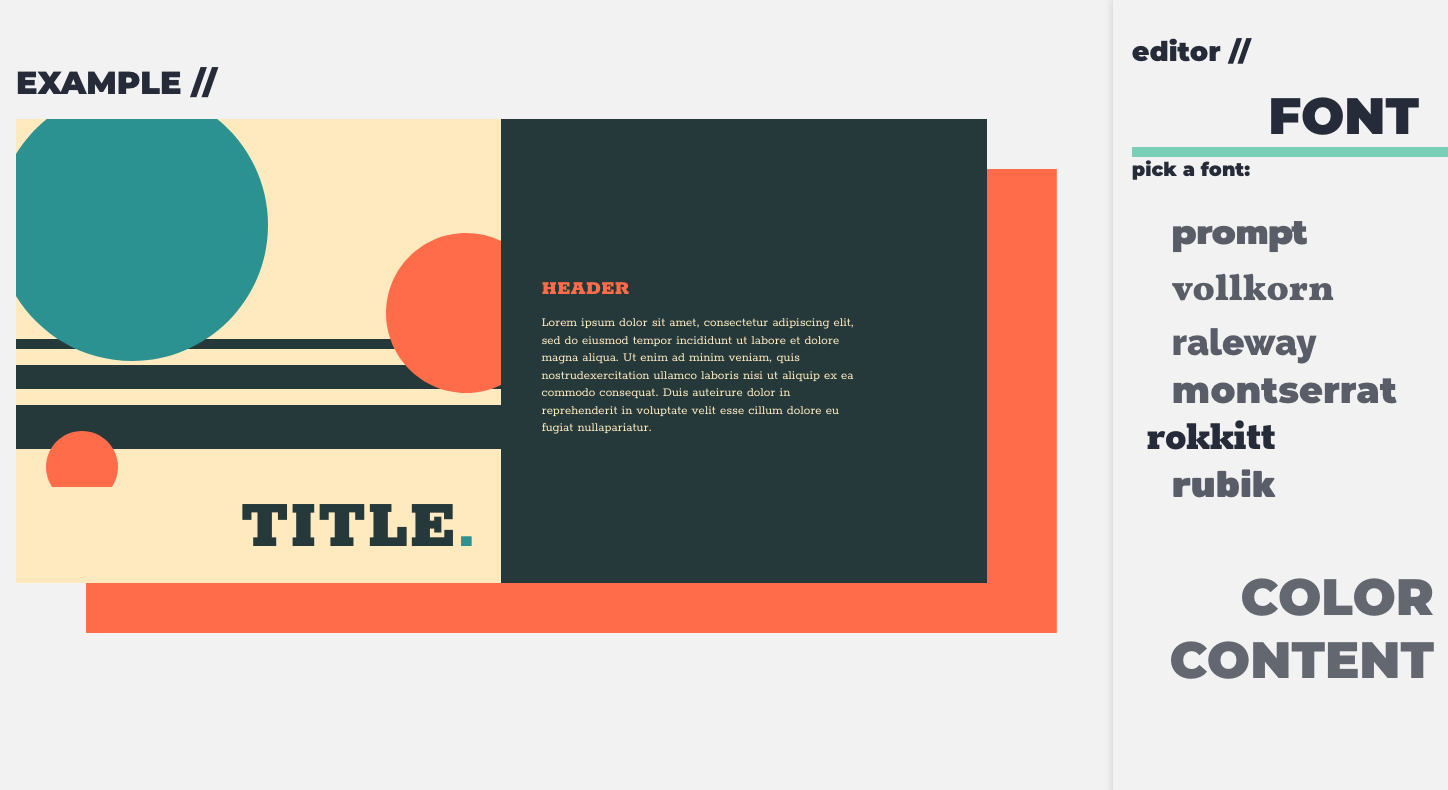 EXAMPLE //
TITLE.
HEADER
Lorem ipsum dolor sit amet, consectetur adipiscing elit,
sed do eiusmod tempor incididunt ut labore et dolore
magna aliqua. Ut enim ad minim veniam, quis
nostrudexercitation ullamco laboris nisi ut aliquip ex ea
commodo consequat. Duis auteirure dolor in
reprehenderit in voluptate velit esse cillum dolore eu
fugiat nullapariatur.
editor //
FONT
pick a font:
prompt
vollkorn
raleway
montserrat
rokkitt
rubik
COLOR
CONTENT